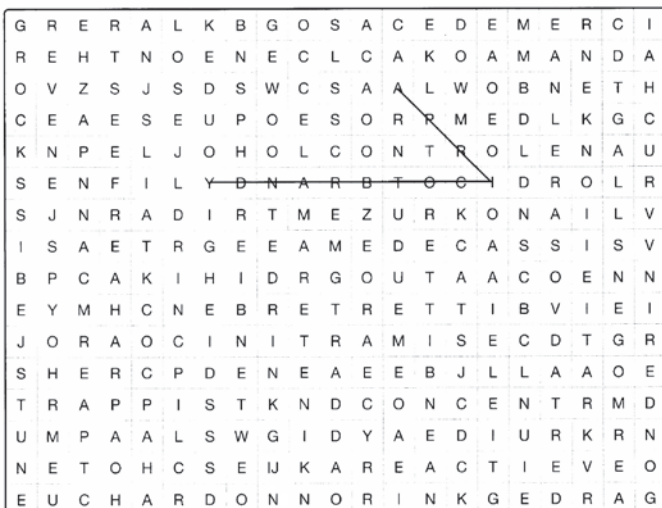 G R E R A L K B G O S A C E D E M E R C I
R E H T N O E N E C L C A K O A M A N D A
O V Z S J S D S W C S A A L W O B N E T H
C E A E S E U P O E S O R P M E D L K G C
K N P E L J O H O L C O N T R O L E N A U
S E N F I L Y D N A R B T O C I D R O L R
S J N R A D I R T M E Z U R K O N A I L V
I S A E T R G E E A M E D E C A S S I S V
B P C A K I H I D R G O U T A A C O E N N
E Y M H C N E B R E T R E T T I B V I E I
J O R A O C I N I T R A M I S E C D T G R
S H E R C P D E N E A E E B J L L A A O E
T R A P P I S T K N D C O N C E N T R M D
U M P A A L S W G I D Y A E D I U R K R N
N E T O H C S E IJ K A R E A C T I E V E O
E U C H A R D O N N O R I N K G E D R A G